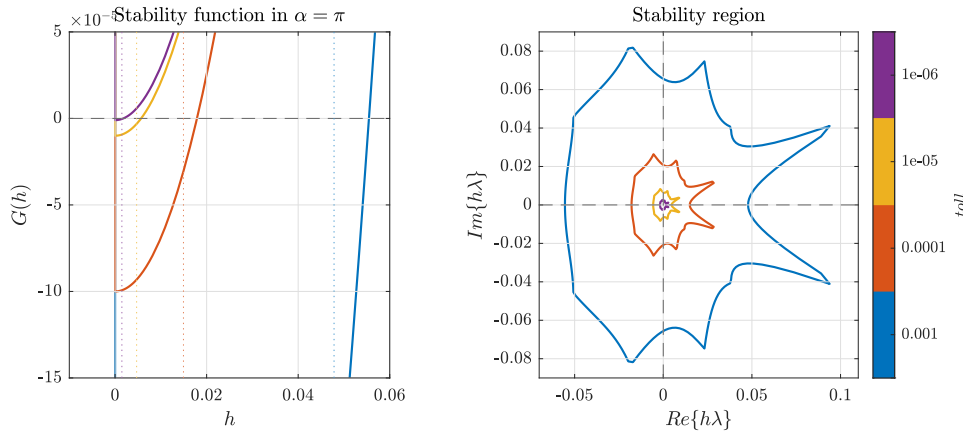 ×10⁻⁵
Stability function in α = π
5
0
-5
-10
-15
0
0.02
0.04
0.06
G(h)
h
Stability region
0.08
0.06
0.04
0.02
0
-0.02
-0.04
-0.06
-0.08
-0.05
0
0.05
0.1
Im{hλ}
Re{hλ}
1e-06
1e-05
0.0001
0.001
toll